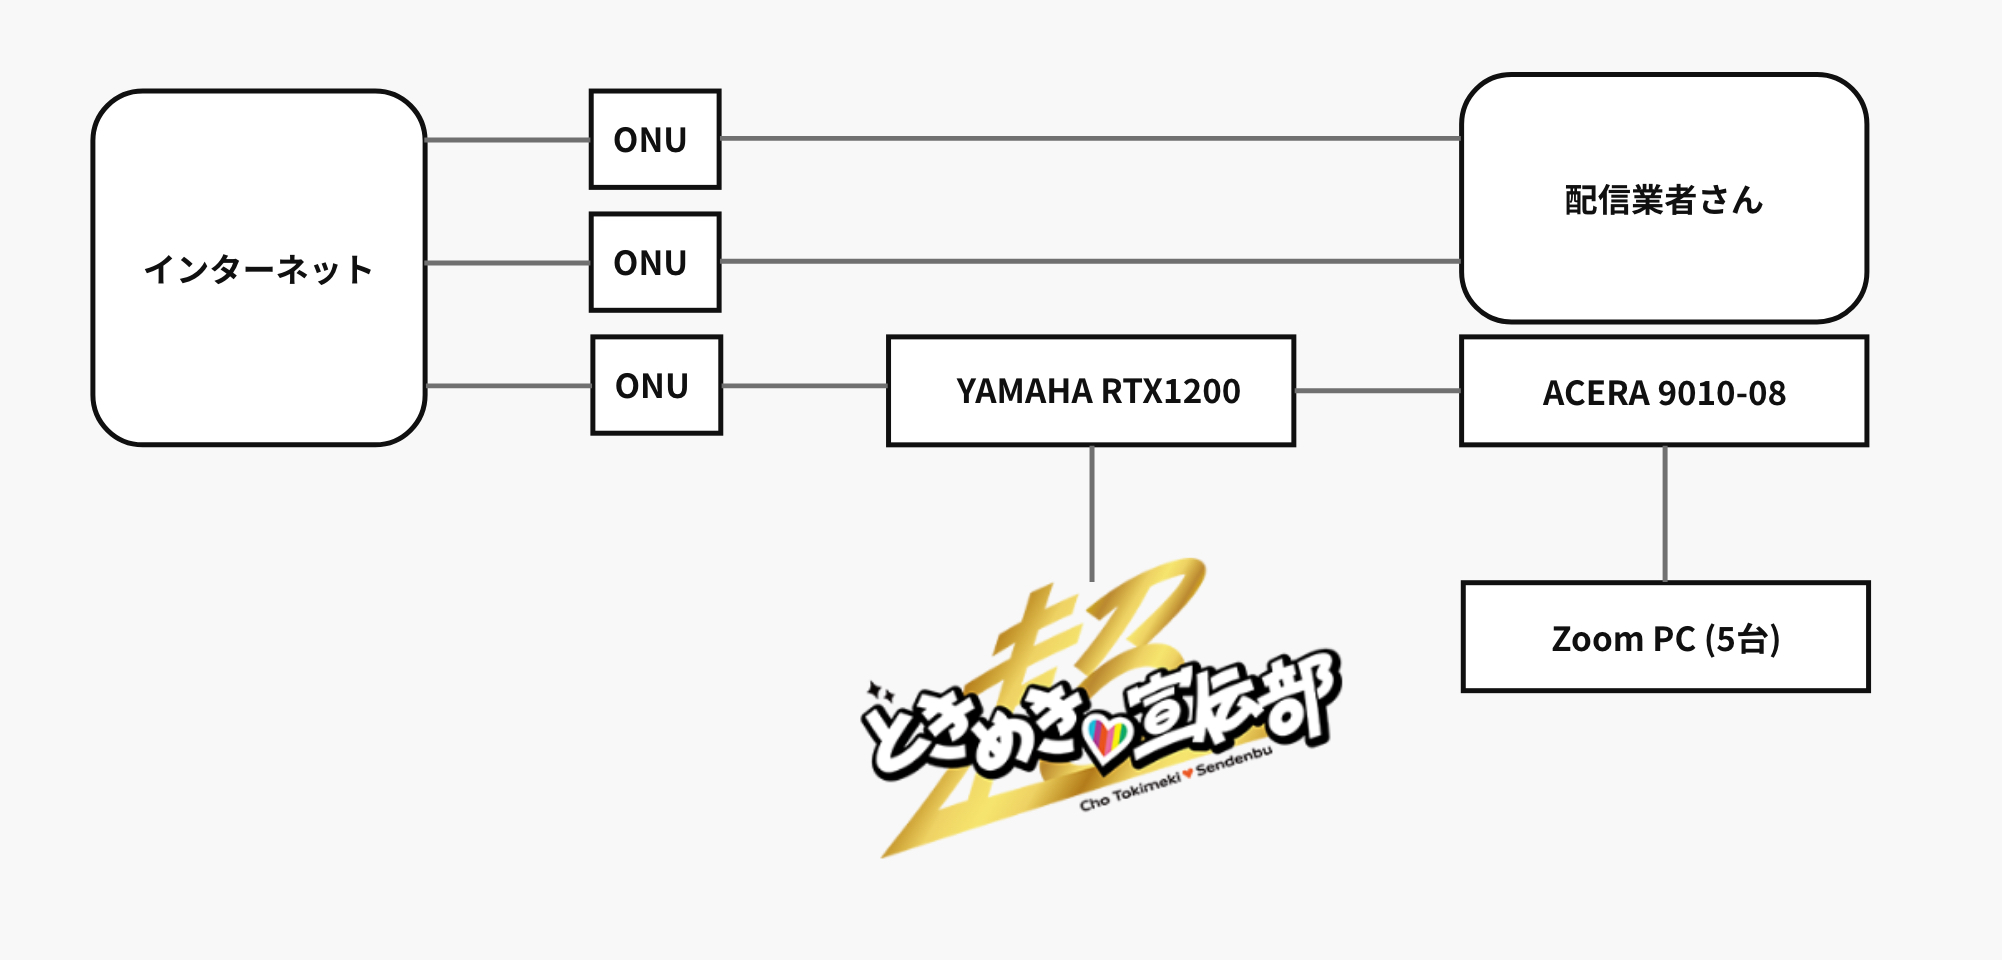 インターネット
ONU
ONU
ONU
配信業者さん
YAMAHA RTX1200
ACERA 9010-08
Zoom PC (5台)
超
ときめき♥宣伝部
Cho Tokimeki♥Sendenbu